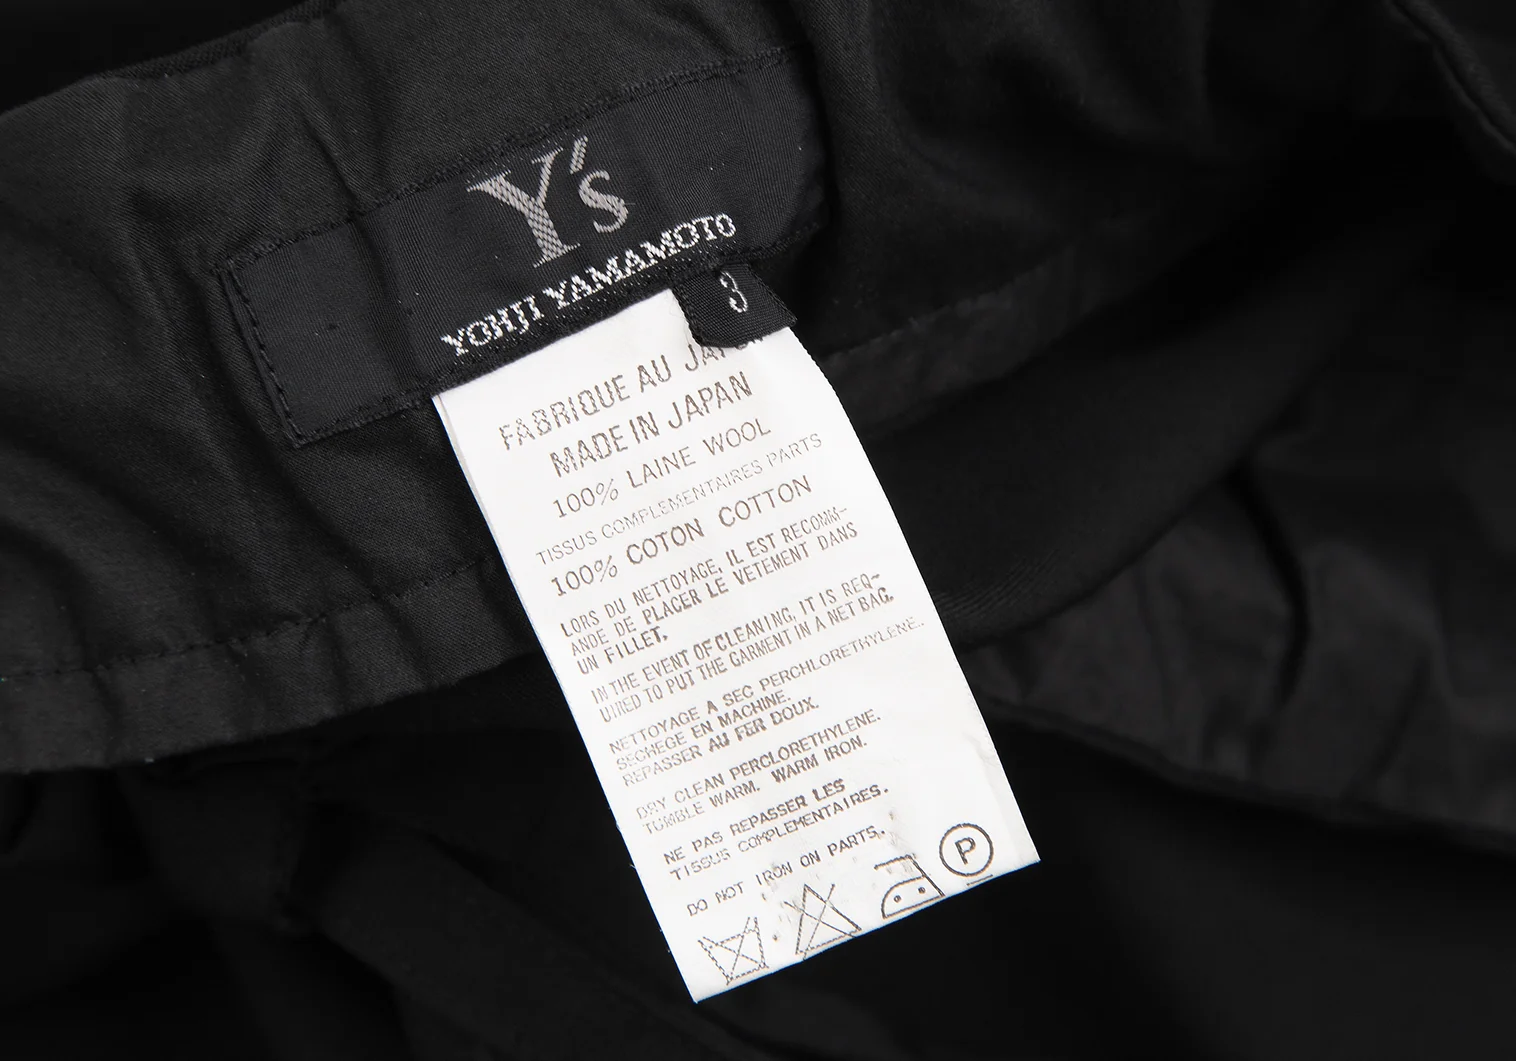 Y's
YOHJI YAMAMOTO
3
FABRIQUE AU
MADE IN JAPAN
100% LAINE WOOL
TISSUS COMPLEMENTAIRES PARTS
100% COTON COTTON
LORS DU NETTOYAGE, IL EST RECOMM-
ANDE DE PLACER LE VETEMENT DANS
UN FILLET.
IN THE EVENT OF CLEANING, IT IS REQ-
UIRED TO PUT THE GARMENT IN A NET BAG.
NETTOYAGE A SEC PERCHLORETHYLENE.
SECHEGE EN MACHINE.
REPASSER AU FER DOUX.
DRY CLEAN PERCLORETHYLENE.
TUMBLE WARM. WARM IRON.
NE PAS REPASSER LES
TISSUS COMPLEMENTAIRES.
DO NOT IRON ON PARTS.
P